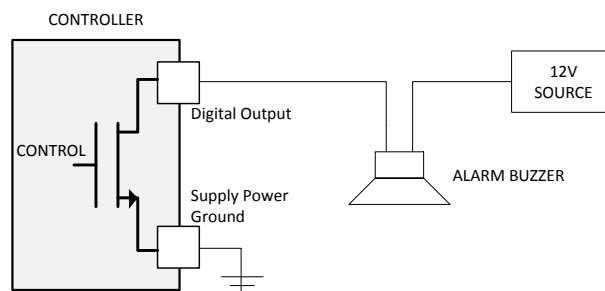 CONTROLLER
12V
SOURCE
Digital Output
CONTROL
ALARM BUZZER
Supply Power
Ground